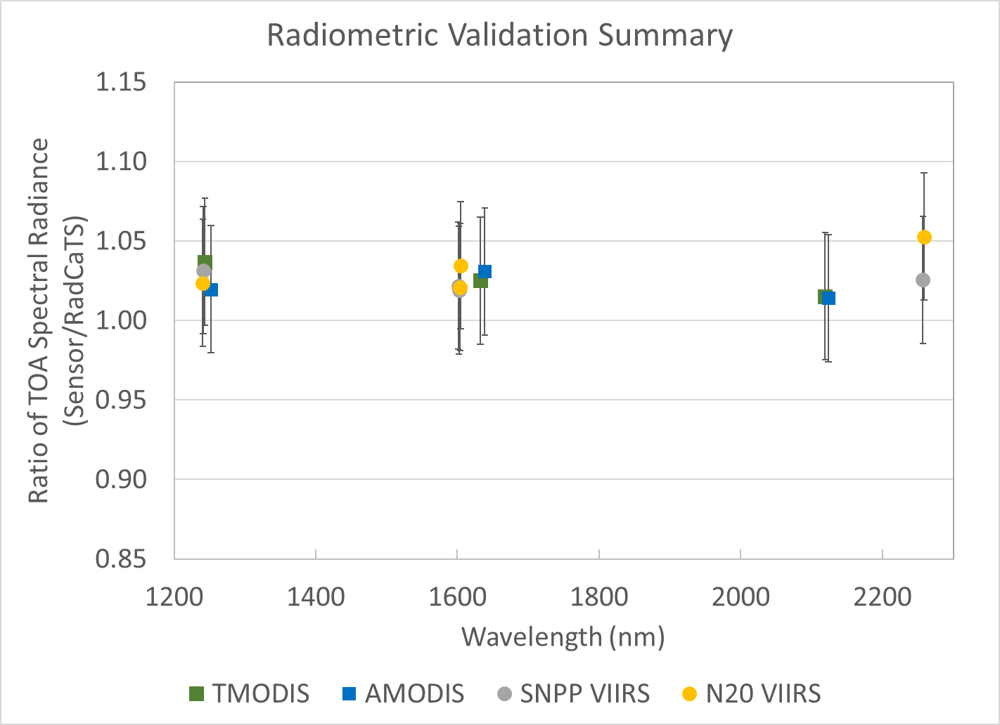 Radiometric Validation Summary
Ratio of TOA Spectral Radiance
(Sensor/RadCaTS)
1.15
1.10
1.05
1.00
0.95
0.90
0.85
1200 1400 1600 1800 2000 2200
Wavelength (nm)
TMODIS AMODIS SNPP VIIRS N20 VIIRS